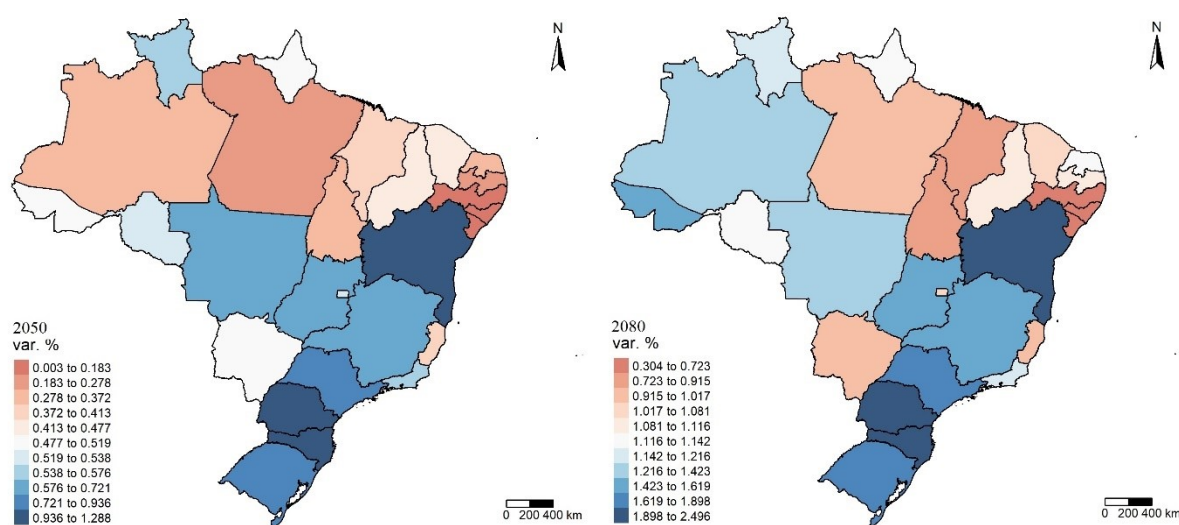 N
2050
var. %
0.003 to 0.183
0.183 to 0.278
0.278 to 0.372
0.372 to 0.413
0.413 to 0.477
0.477 to 0.519
0.519 to 0.538
0.538 to 0.576
0.576 to 0.721
0.721 to 0.936
0.936 to 1.288
0 200 400 km
N
2080
var. %
0.304 to 0.723
0.723 to 0.915
0.915 to 1.017
1.017 to 1.081
1.081 to 1.116
1.116 to 1.142
1.142 to 1.216
1.216 to 1.423
1.423 to 1.619
1.619 to 1.898
1.898 to 2.496
0 200 400 km